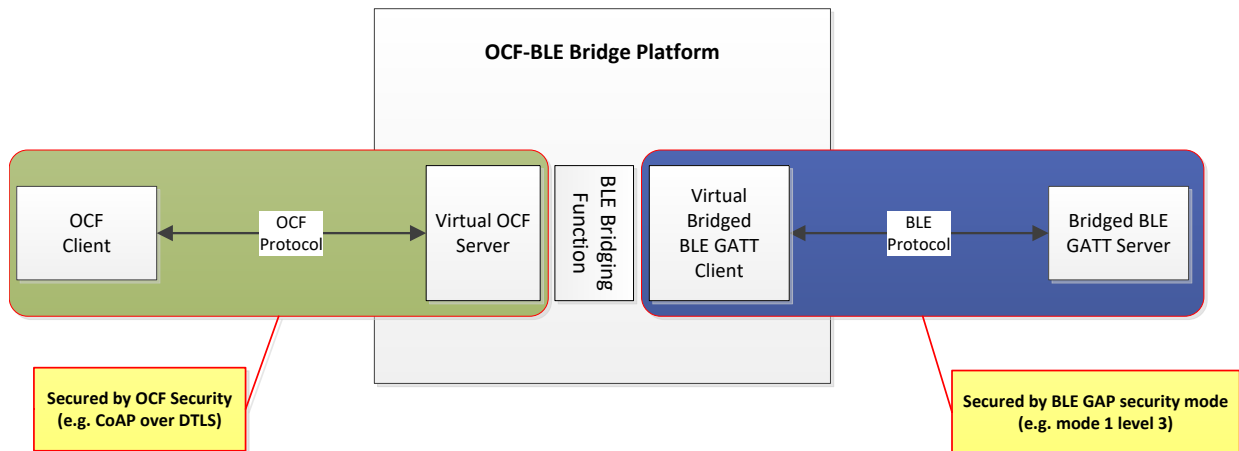 OCF-BLE Bridge Platform
OCF
Client
OCF
Protocol
Virtual OCF
Server
BLE Bridging
Function
Virtual
Bridged
BLE GATT
Client
BLE
Protocol
Bridged BLE
GATT Server
Secured by OCF Security
(e.g. CoAP over DTLS)
Secured by BLE GAP security mode
(e.g. mode 1 level 3)